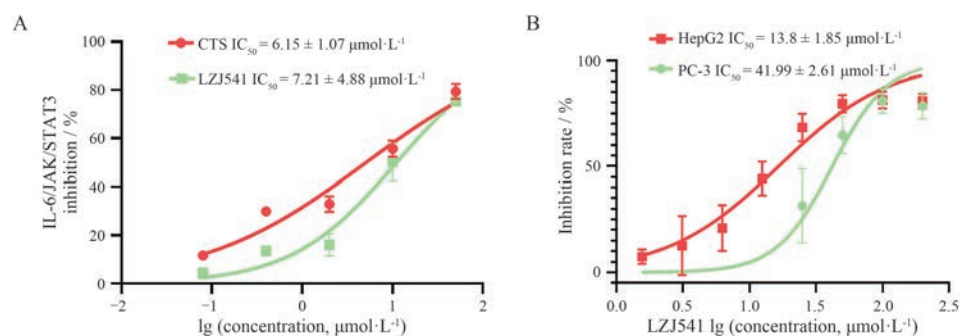 A
CTS IC50 = 6.15 ± 1.07 μmol·L-1
LZJ541 IC50 = 7.21 ± 4.88 μmol·L-1
IL-6/JAK/STAT3
inhibition / %
100
80
60
40
20
0
−2
−1
0
1
2
lg (concentration, μmol·L-1)
B
HepG2 IC50 = 13.8 ± 1.85 μmol·L-1
PC-3 IC50 = 41.99 ± 2.61 μmol·L-1
Inhibition rate / %
100
50
0
0.0
0.5
1.0
1.5
2.0
2.5
LZJ541 lg (concentration, μmol·L-1)